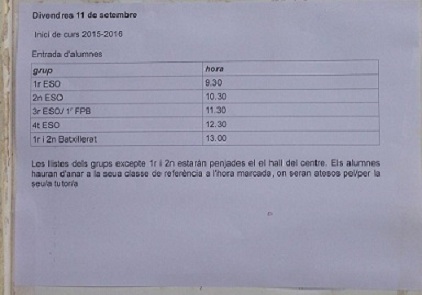 Divendres 11 de setembre
Inici de curs 2015-2016
Entrada d'alumnes
grup hora
1r ESO 9.30
2n ESO 10.30
3r ESO/ 1r FPB 11.30
4t ESO 12.30
1r i 2n Batxillerat 13.00
Les llistes dels grups excepte 1r i 2n estarán penjades el el hall del centre. Els alumnes
hauran d'anar a la seua classe de referència a l'hora marcada, on seran atesos pel/per la
seu/a tutor/a